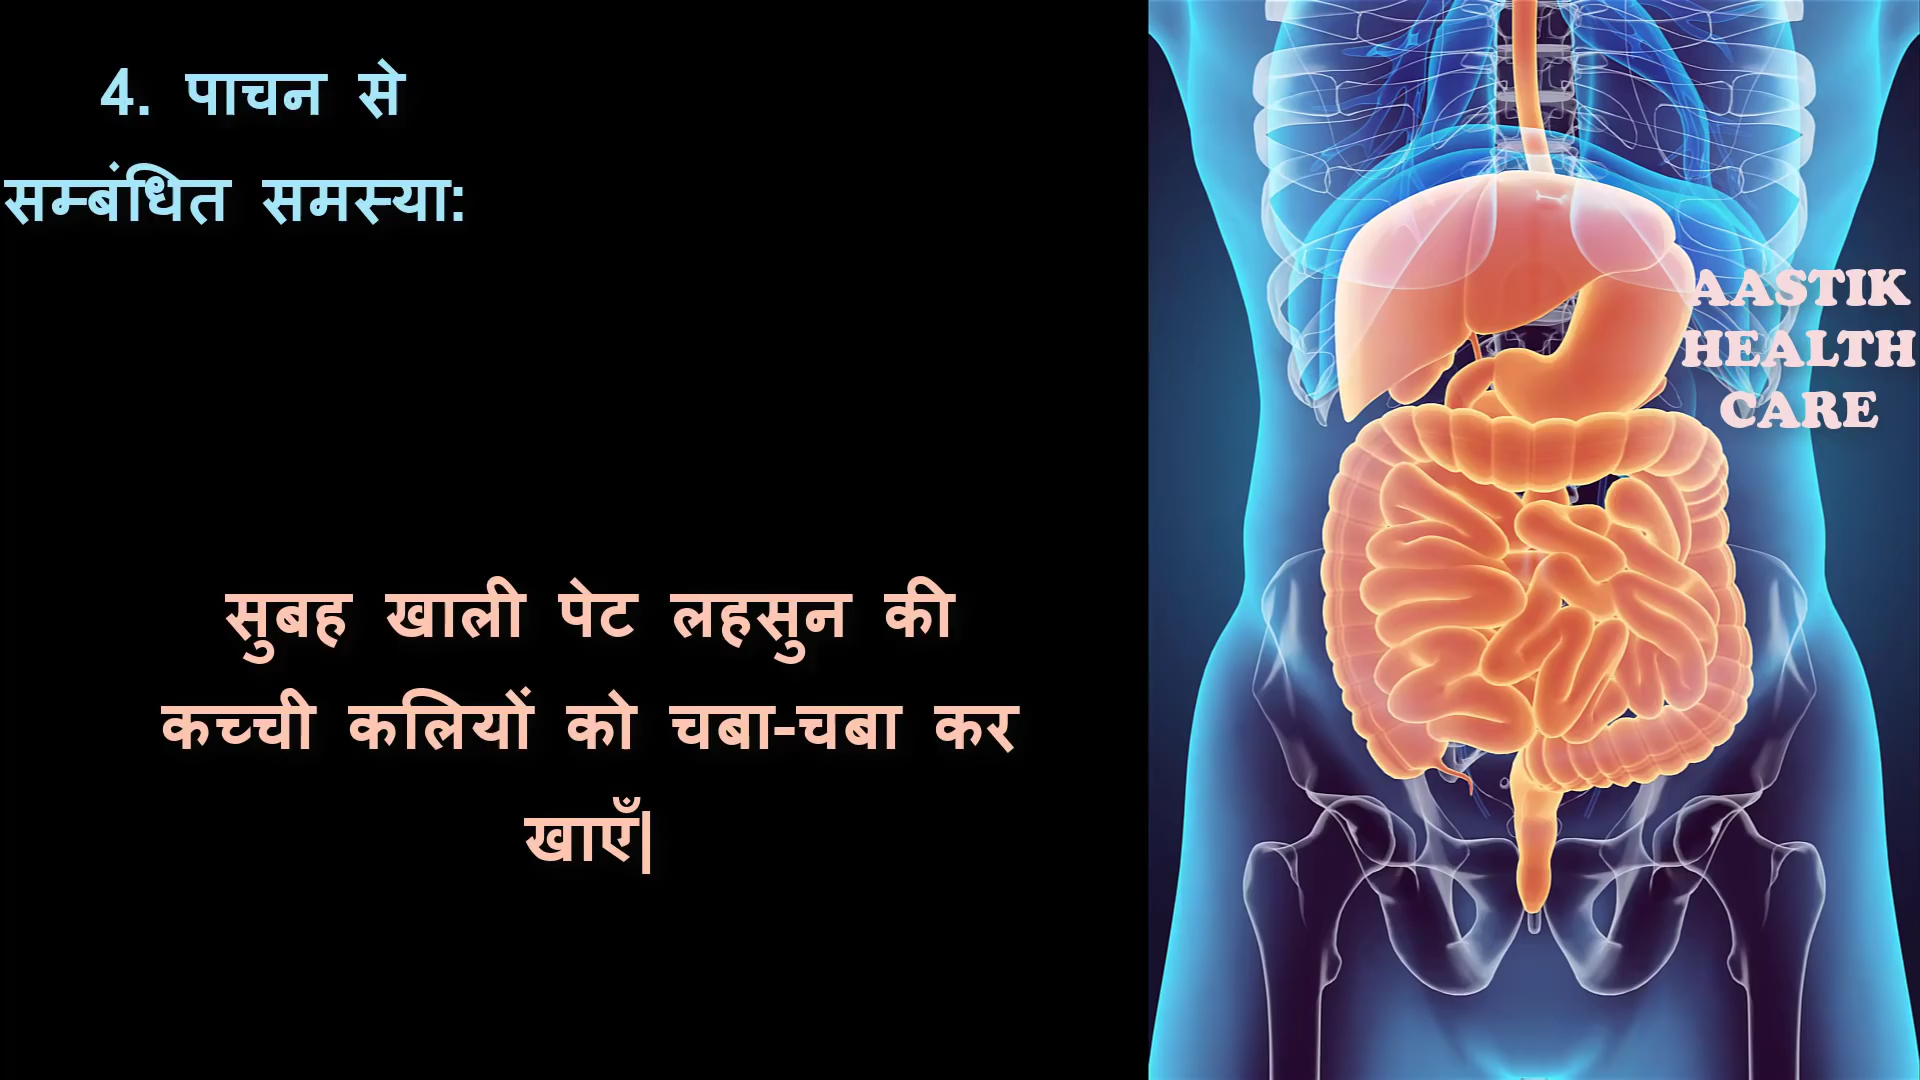 4. पाचन से
सम्बंधित समस्या:
AASTIK
HEALTH
CARE
सुबह खाली पेट लहसुन की
कच्ची कलियों को चबा-चबा कर
खाएँ|